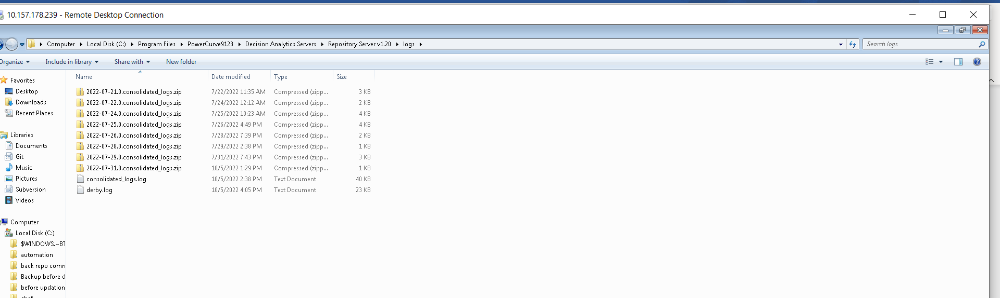 10.157.178.239 - Remote Desktop Connection
Computer Local Disk (C:) Program Files PowerCurve9123 Decision Analytics Servers Repository Server v1.20 logs Search logs
Organize Include in library Share with New folder
Name Date modified Type Size
Favorites
Desktop
Downloads
Recent Places
Libraries
Documents
Git
Music
Pictures
Subversion
Videos
Computer
Local Disk (C:)
$WINDOWS.~BT
automation
back repo comn
Backup before d
before updation
2022-07-21.0.consolidated_logs.zip 7/22/2022 11:35 AM Compressed (zipp... 3 KB
2022-07-22.0.consolidated_logs.zip 7/24/2022 12:12 AM Compressed (zipp... 2 KB
2022-07-24.0.consolidated_logs.zip 7/25/2022 10:23 AM Compressed (zipp... 4 KB
2022-07-25.0.consolidated_logs.zip 7/26/2022 4:49 PM Compressed (zipp... 4 KB
2022-07-26.0.consolidated_logs.zip 7/28/2022 7:39 PM Compressed (zipp... 2 KB
2022-07-28.0.consolidated_logs.zip 7/29/2022 2:38 PM Compressed (zipp... 1 KB
2022-07-29.0.consolidated_logs.zip 7/31/2022 7:43 PM Compressed (zipp... 3 KB
2022-07-31.0.consolidated_logs.zip 10/5/2022 1:29 PM Compressed (zipp... 1 KB
consolidated_logs.log 10/5/2022 2:38 PM Text Document 40 KB
derby.log 10/5/2022 4:05 PM Text Document 23 KB